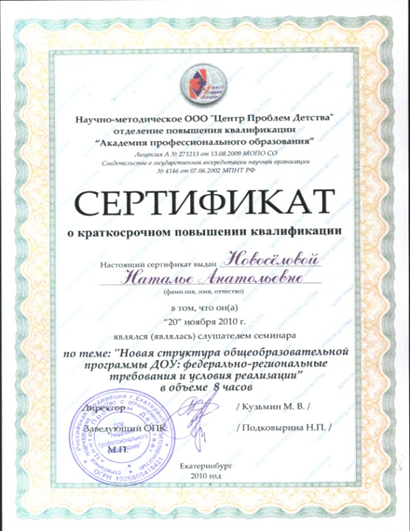 Научно-методическое ООО "Центр Проблем Детства"
отделение повышения квалификации
"Академия профессионального образования"
Лицензия А № 271213 от 13.08.2009 МОПО СО
Свидетельство о государственной аккредитации научной организации
№ 4146 от 07.06.2002 МПНТ РФ
СЕРТИФИКАТ
о краткосрочном повышении квалификации
Настоящий сертификат выдан Новосёловой
Наталье Анатольевне
(фамилия, имя, отчество)
в том, что он(а)
"20" ноября 2010 г.
являлся (являлась) слушателем семинара
по теме: "Новая структура общеобразовательной
программы ДОУ: федерально-региональные
требования и условия реализации"
в объеме 8 часов
Директор / Кузьмин М. В. /
Заведующий ОПК / Подковырина Н.П. /
М.П.
Екатеринбург
2010 год